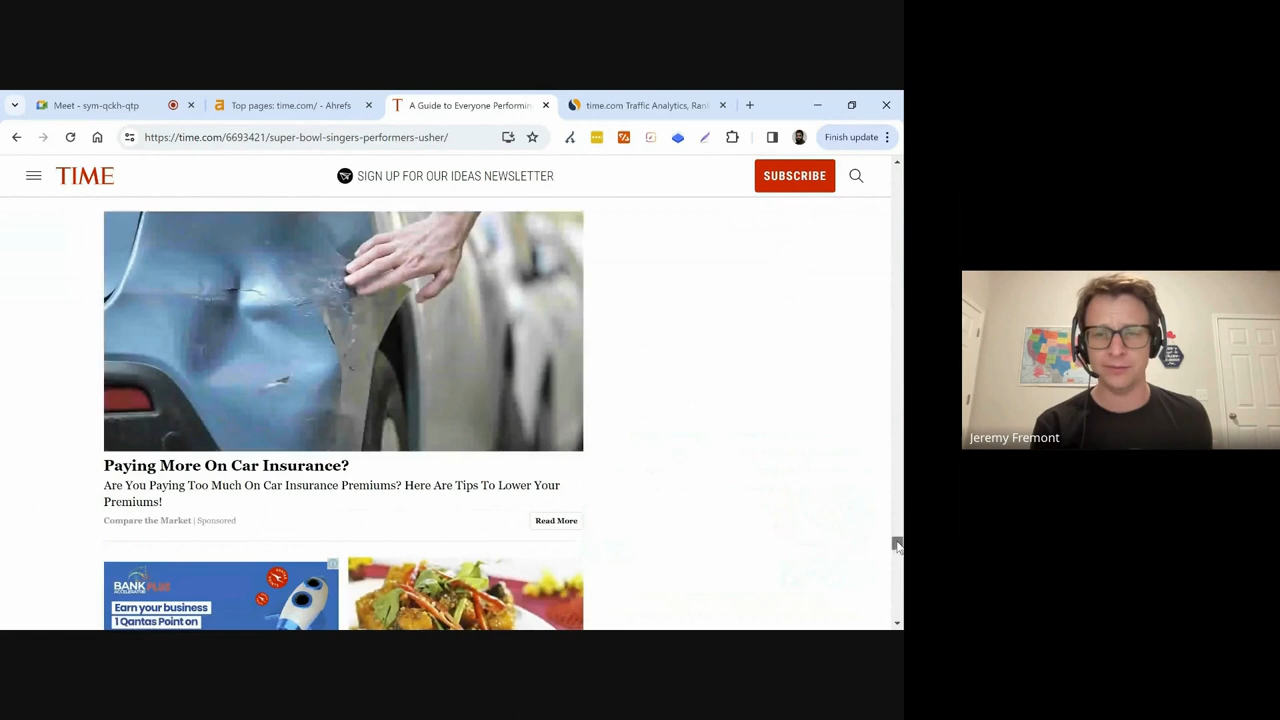 Meet - sym-qckh-qtp
Top pages: time.com/ - Ahrefs
A Guide to Everyone Performin
time.com Traffic Analytics, Ran
https://time.com/6693421/super-bowl-singers-performers-usher/
Finish update
TIME
SIGN UP FOR OUR IDEAS NEWSLETTER
SUBSCRIBE
Paying More On Car Insurance?
Are You Paying Too Much On Car Insurance Premiums? Here Are Tips To Lower Your
Premiums!
Compare the Market | Sponsored
Read More
BANK
Earn your business
1 Qantas Point on
Jeremy Fremont